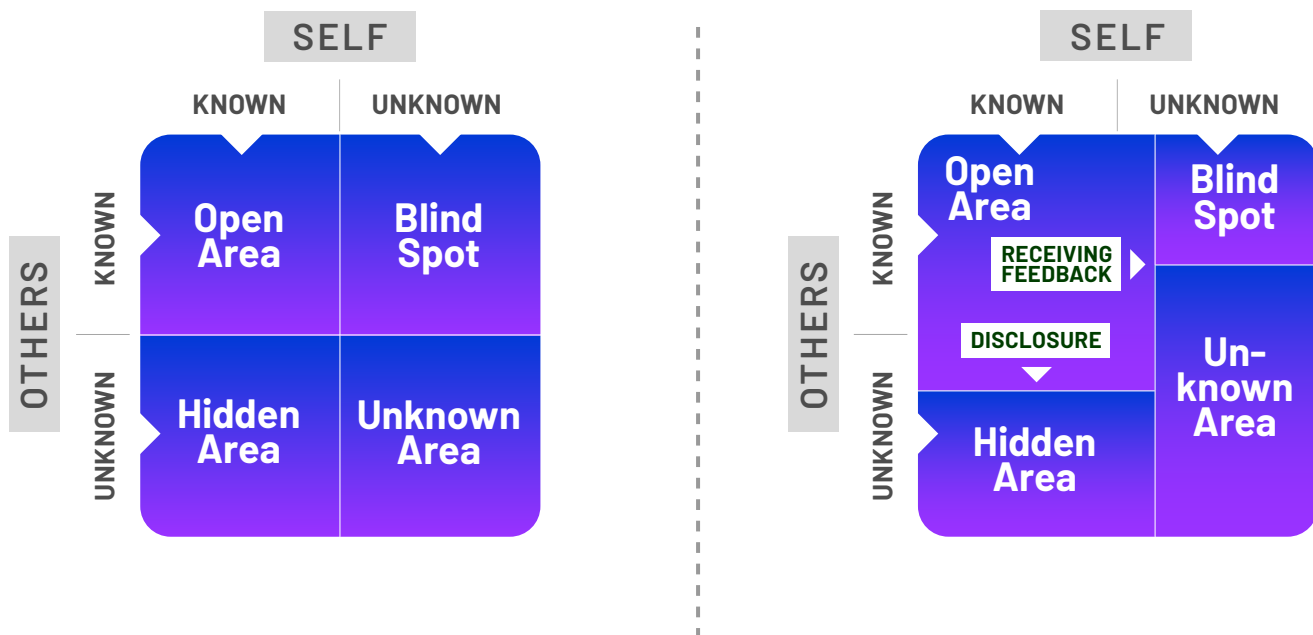 SELF
KNOWN
UNKNOWN
OTHERS
KNOWN
UNKNOWN
Open
Area
Blind
Spot
Hidden
Area
Unknown
Area
SELF
KNOWN
UNKNOWN
OTHERS
KNOWN
UNKNOWN
Open
Area
Blind
Spot
RECEIVING
FEEDBACK
DISCLOSURE
Un-
known
Area
Hidden
Area